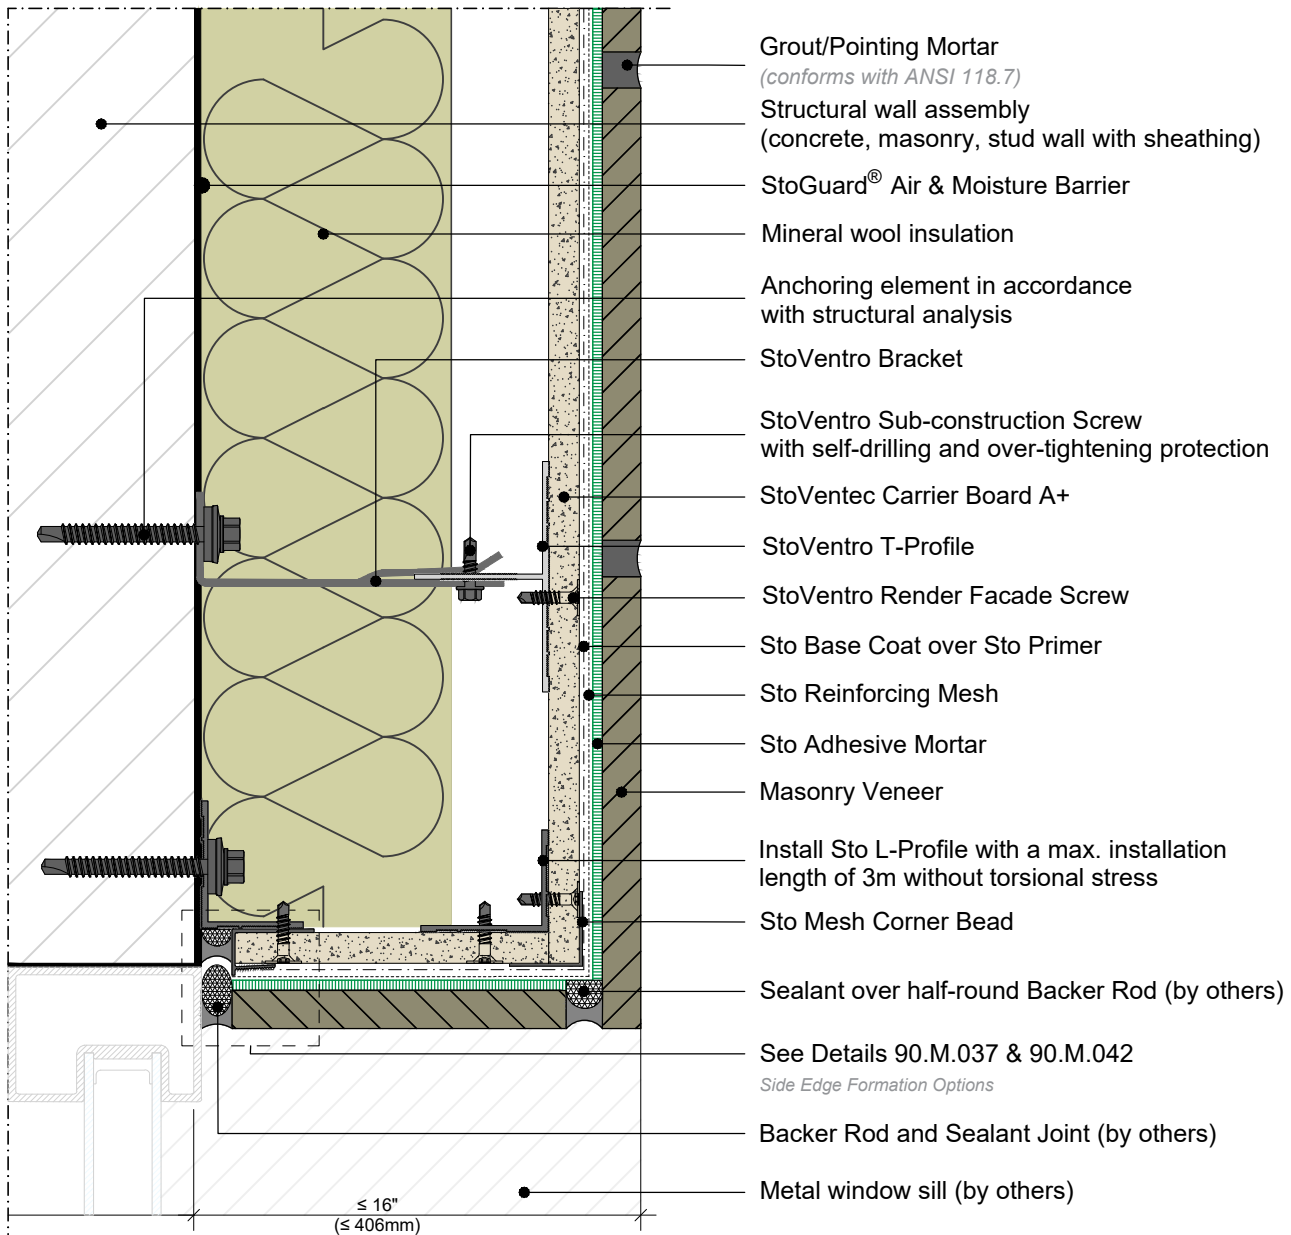 Grout/Pointing Mortar
(conforms with ANSI 118.7)
Structural wall assembly
(concrete, masonry, stud wall with sheathing)
StoGuard® Air & Moisture Barrier
Mineral wool insulation
Anchoring element in accordance
with structural analysis
StoVentro Bracket
StoVentro Sub-construction Screw
with self-drilling and over-tightening protection
StoVentec Carrier Board A+
StoVentro T-Profile
StoVentro Render Facade Screw
Sto Base Coat over Sto Primer
Sto Reinforcing Mesh
Sto Adhesive Mortar
Masonry Veneer
Install Sto L-Profile with a max. installation
length of 3m without torsional stress
Sto Mesh Corner Bead
Sealant over half-round Backer Rod (by others)
See Details 90.M.037 & 90.M.042
Side Edge Formation Options
Backer Rod and Sealant Joint (by others)
Metal window sill (by others)
≤ 16"
(≤ 406mm)